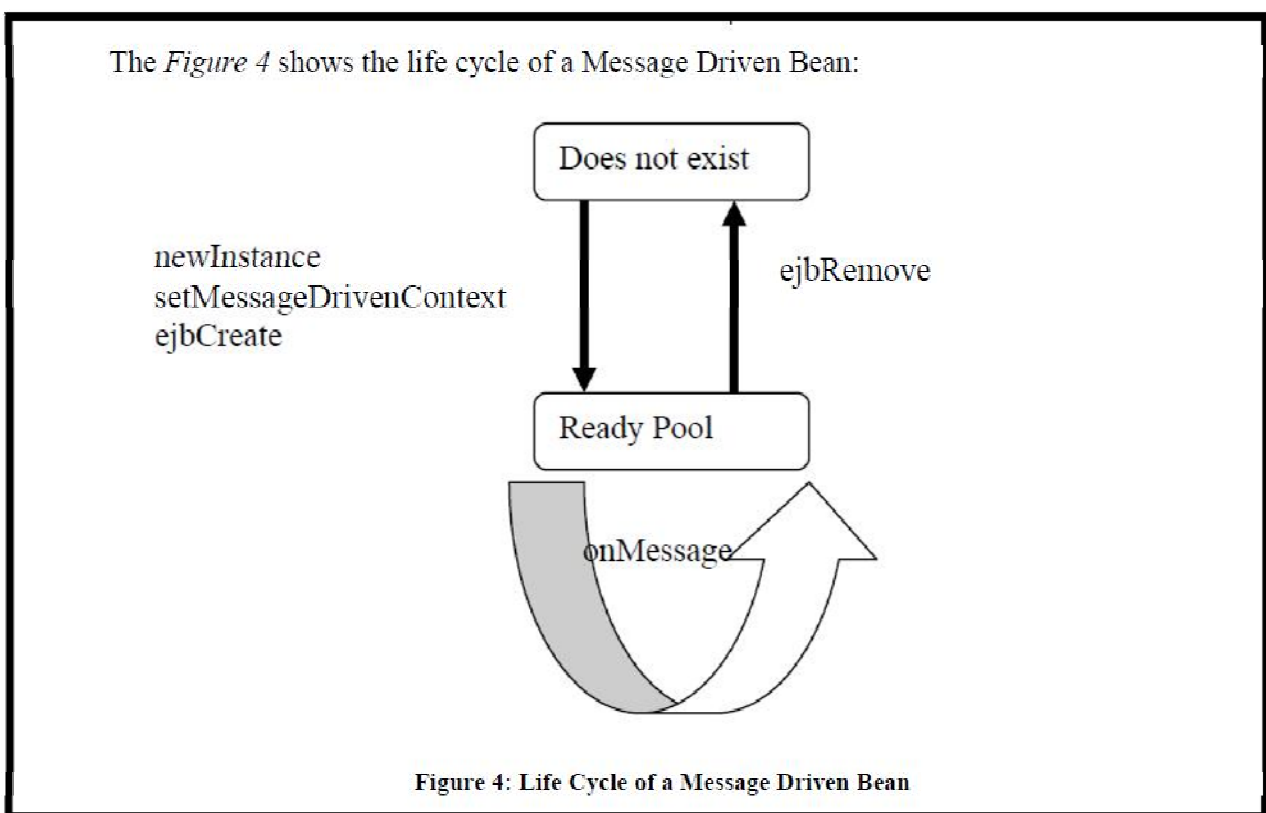 The Figure 4 shows the life cycle of a Message Driven Bean:
Does not exist
newInstance
setMessageDrivenContext
ejbCreate
ejbRemove
Ready Pool
onMessage
Figure 4: Life Cycle of a Message Driven Bean